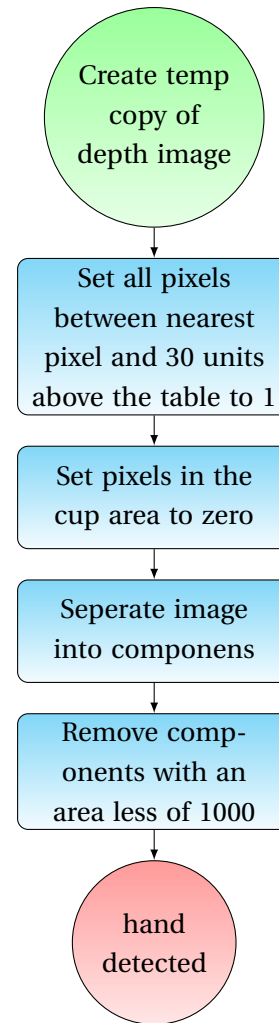 Create temp
copy of
depth image
Set all pixels
between nearest
pixel and 30 units
above the table to 1
Set pixels in the
cup area to zero
Seperate image
into componens
Remove comp-
onents with an
area less of 1000
hand
detected